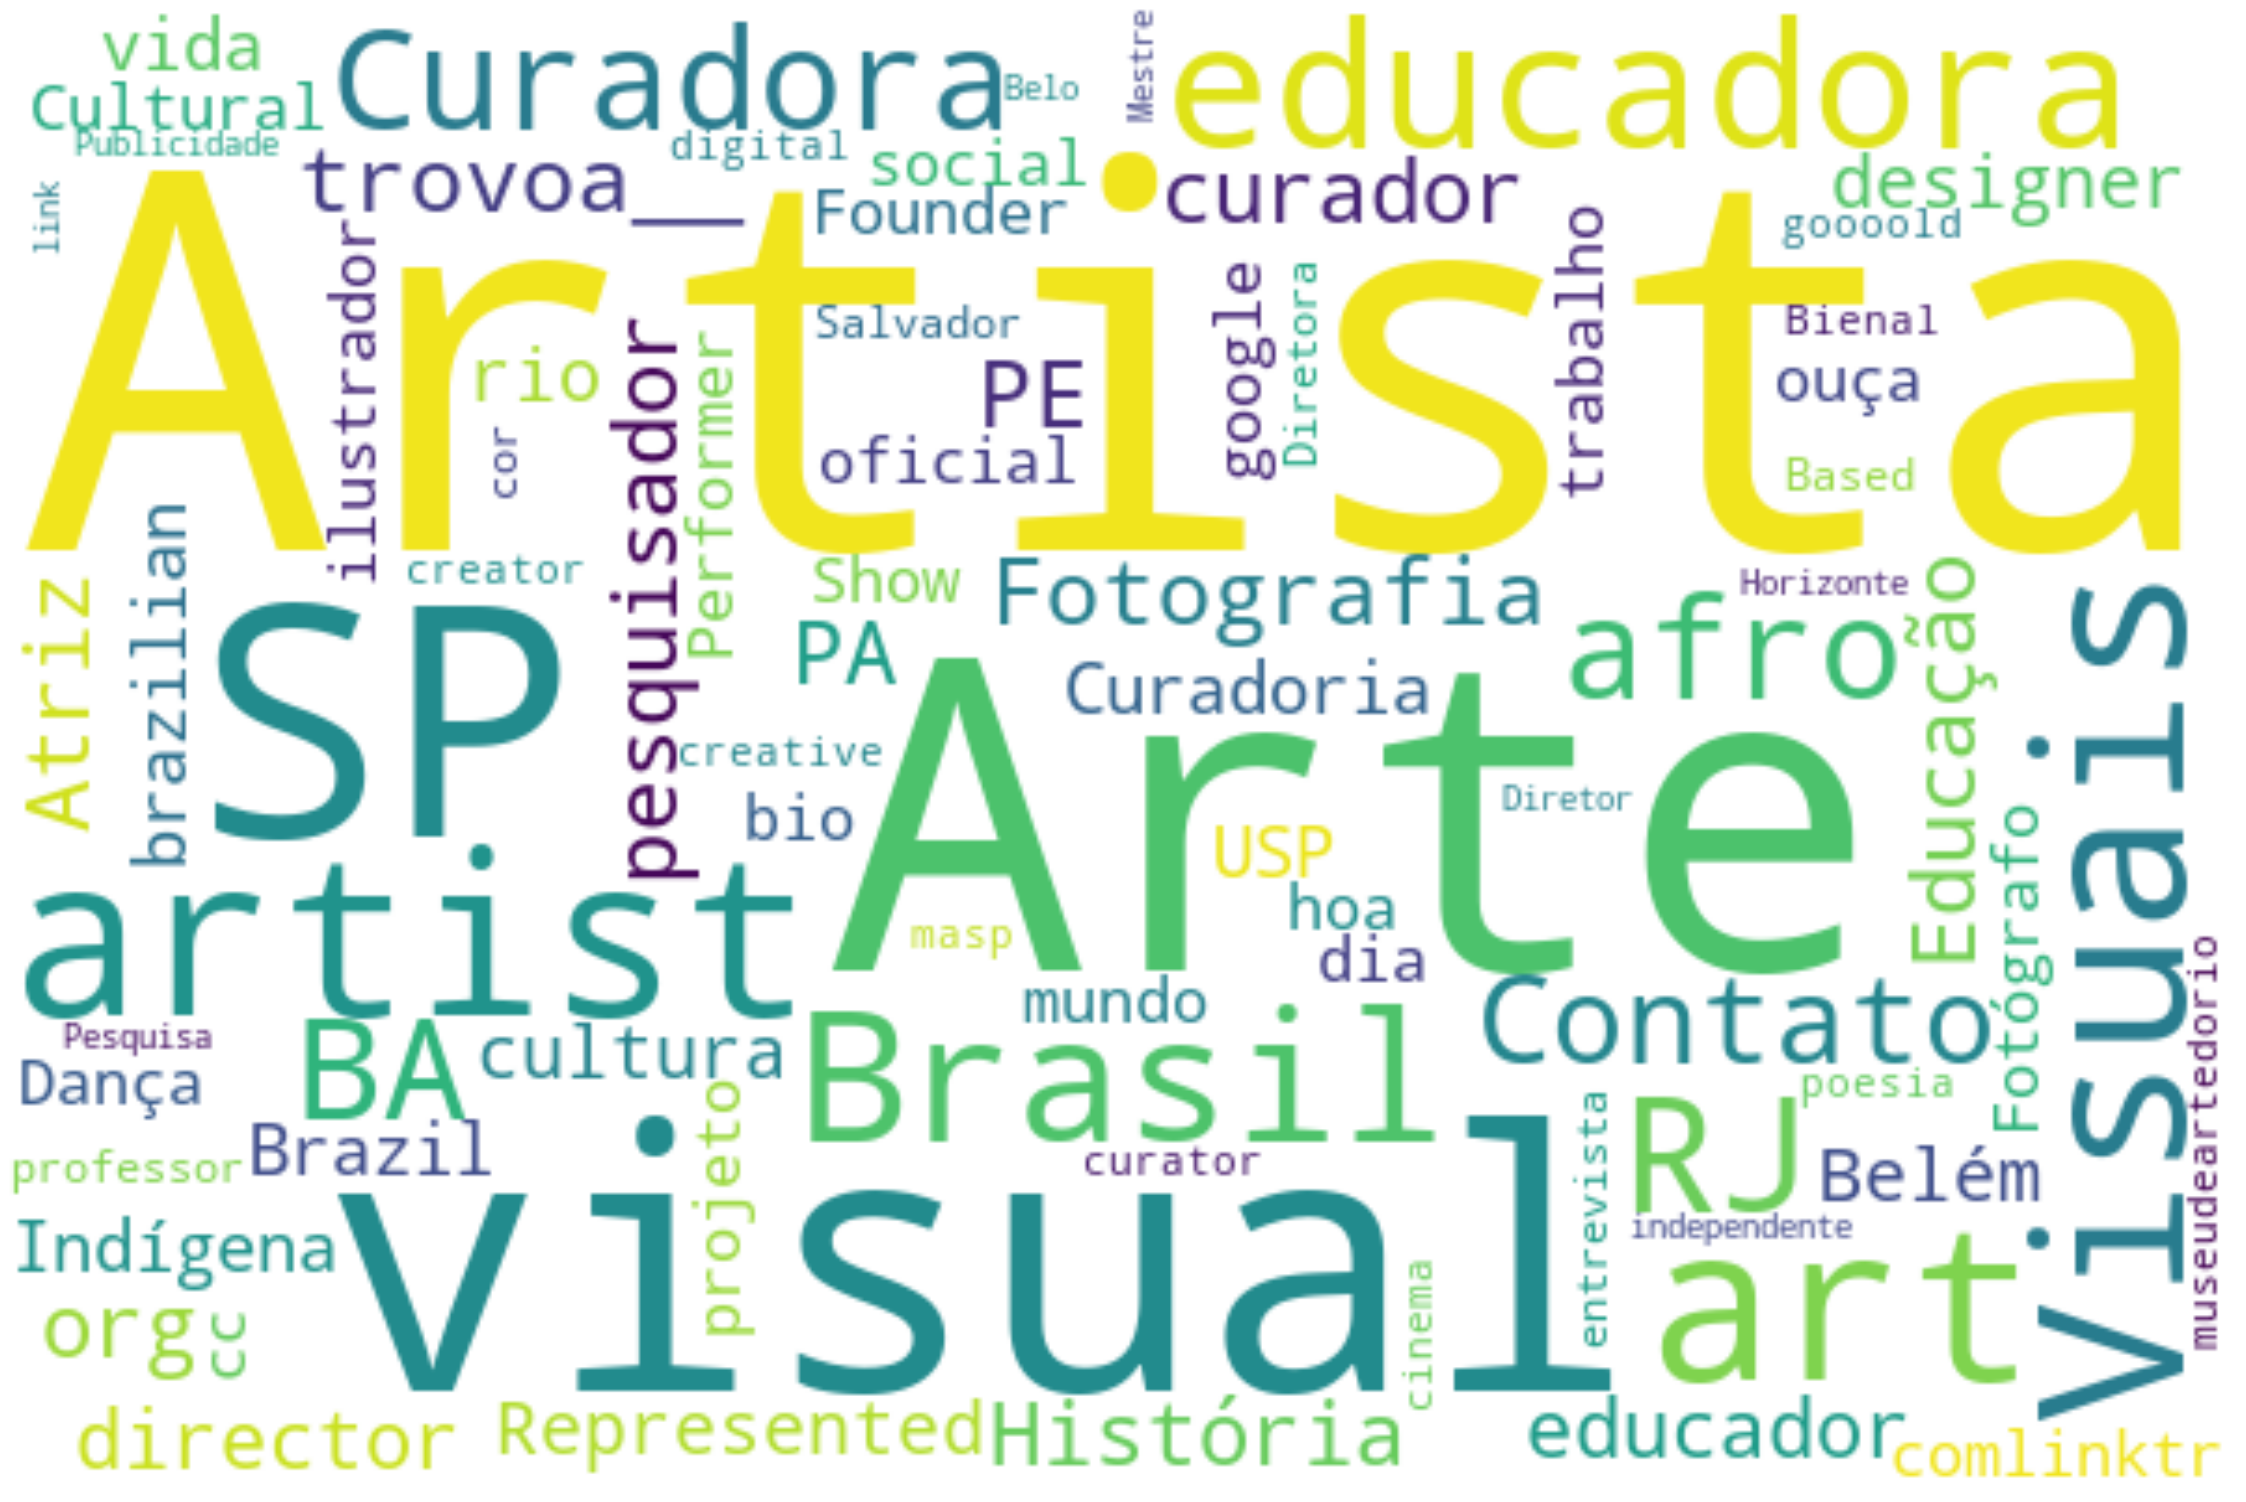 vida
Curadora
Mestre
educadora
Cultural
Belo
Publicidade
digital
link
trovoa__
social
curador
designer
Founder
goooold
Artista
ilustrador
Salvador
google
Diretora
trabalho
Bienal
rio
pesquisador
Performer
PE
ouça
cor
oficial
Based
brazilian
creator
Show
Fotografia
Horizonte
Educação
Atriz
SP
PA
afro
visuais
Curadoria
creative
Arte
Diretor
bio
USP
Fotógrafo
artist
hoa
masp
dia
museudeartedorio
mundo
Contato
Pesquisa
BA
cultura
Brasil
Dança
projeto
entrevista
RJ
poesia
Brazil
curator
Belém
professor
visual
independente
Indígena
art
org
cc
cinema
director
Represented
História
educador
comlinktr